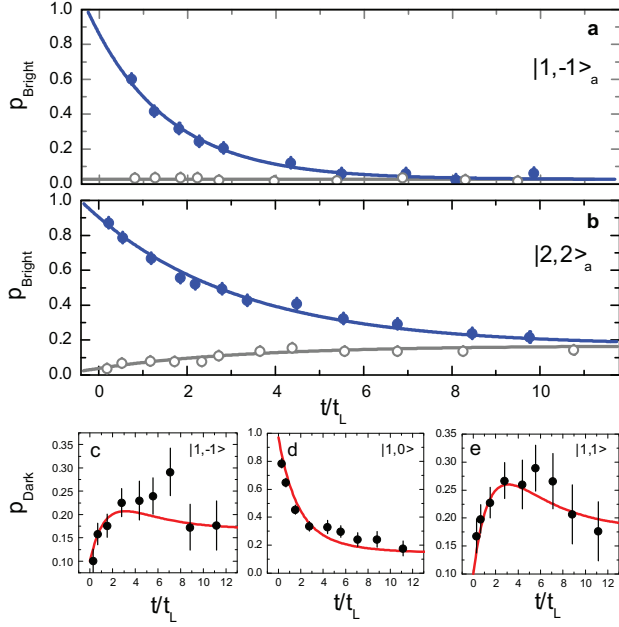 a
|1,-1>a
pBright
1.0
0.8
0.6
0.4
0.2
0.0
b
|2,2>a
pBright
1.0
0.8
0.6
0.4
0.2
0.0
0 2 4 6 8 10
t/tL
c |1,-1>
pDark
0.35
0.30
0.25
0.20
0.15
0.10
0 2 4 6 8 10 12
t/tL
d |1,0>
1.0
0.8
0.6
0.4
0.2
0.0
0 2 4 6 8 10 12
t/tL
e |1,1>
0.35
0.30
0.25
0.20
0.15
0.10
0 2 4 6 8 10 12
t/tL